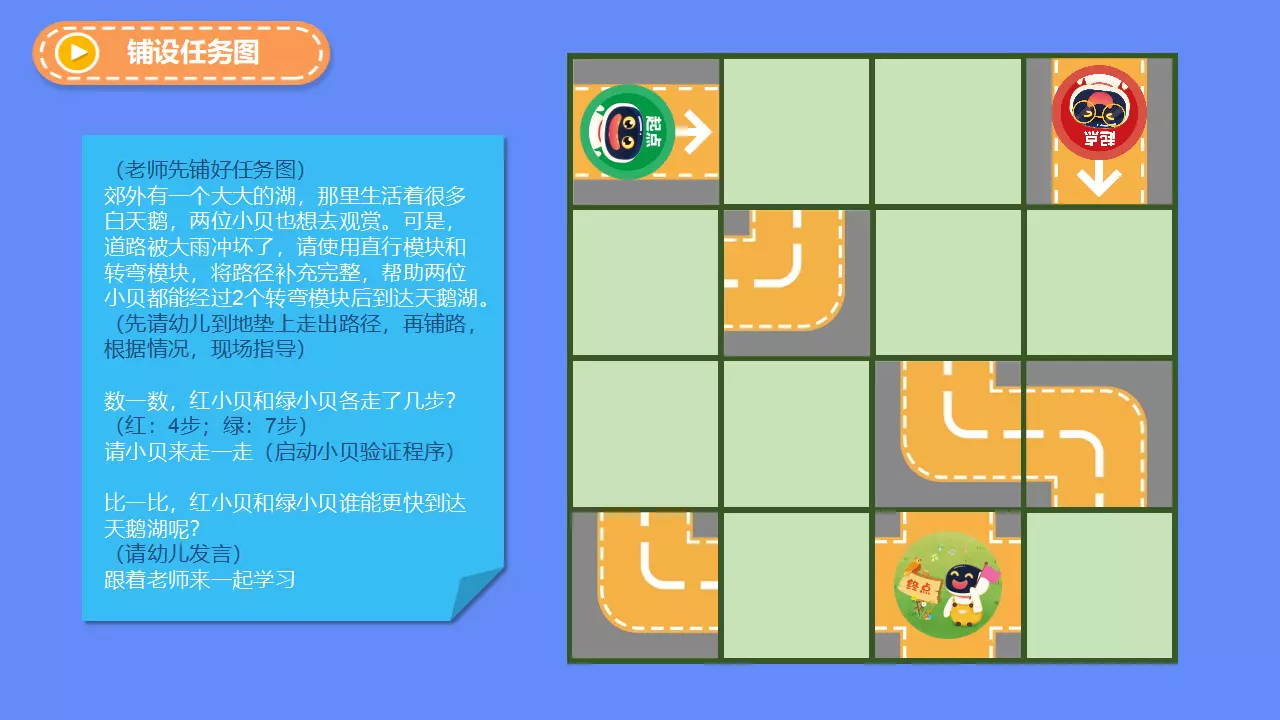 铺设任务图
（老师先铺好任务图）
郊外有一个大大的湖，那里生活着很多
白天鹅，两位小贝也想去观赏。可是，
道路被大雨冲坏了，请使用直行模块和
转弯模块，将路径补充完整，帮助两位
小贝都能经过2个转弯模块后到达天鹅湖。
（先请幼儿到地垫上走出路径，再铺路，
根据情况，现场指导）
数一数，红小贝和绿小贝各走了几步？
（红：4步；绿：7步）
请小贝来走一走（启动小贝验证程序）
比一比，红小贝和绿小贝谁能更快到达
天鹅湖呢？
（请幼儿发言）
跟着老师来一起学习
起点
起点
终点